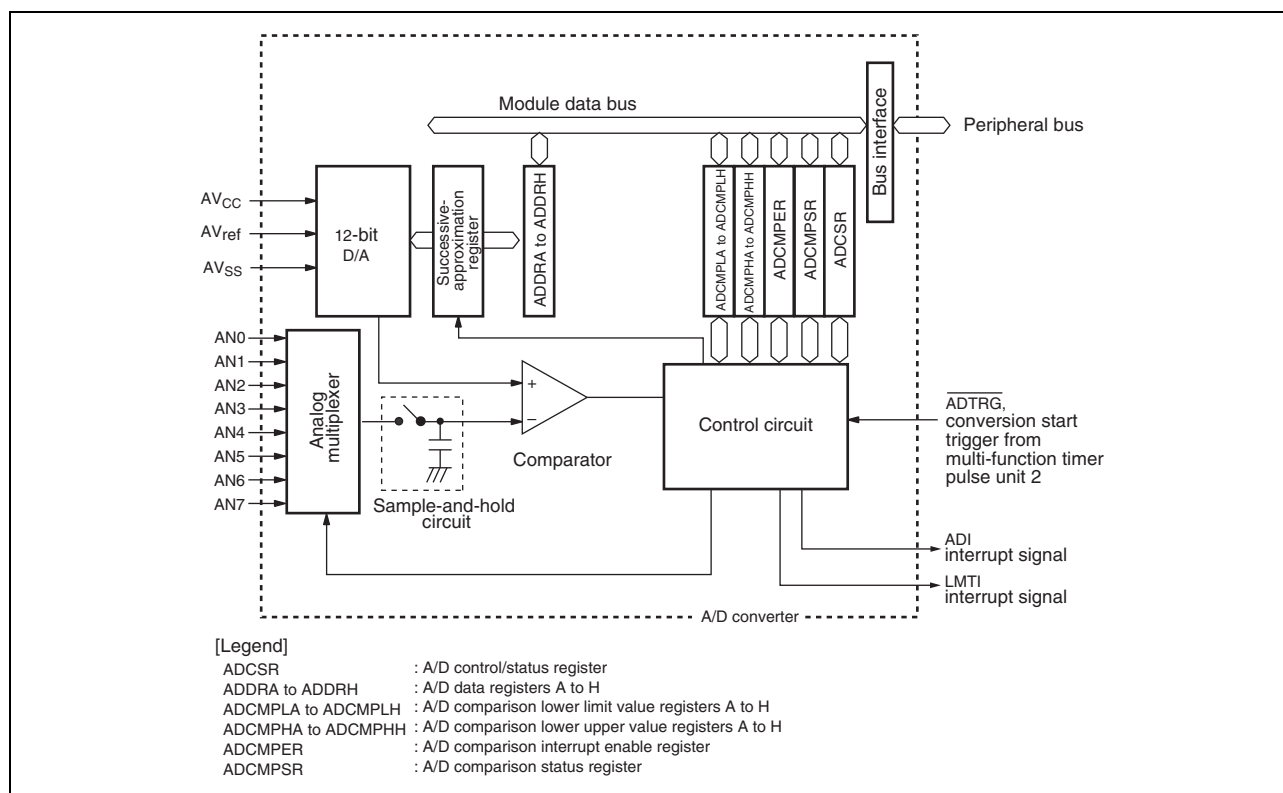 Module data bus
Bus interface
Peripheral bus
AVCC
AVref
AVSS
12-bit
D/A
Successive-
approximation
register
ADDRA to ADDRH
ADCMPLA to ADCMPLH
ADCMPHA to ADCMPHH
ADCMPER
ADCMPSR
ADCSR
AN0
AN1
AN2
AN3
AN4
AN5
AN6
AN7
Analog
multiplexer
+
−
Comparator
Sample-and-hold
circuit
Control circuit
ADTRG,
conversion start
trigger from
multi-function timer
pulse unit 2
ADI
interrupt signal
LMTI
interrupt signal
A/D converter
[Legend]
ADCSR : A/D control/status register
ADDRA to ADDRH : A/D data registers A to H
ADCMPLA to ADCMPLH : A/D comparison lower limit value registers A to H
ADCMPHA to ADCMPHH : A/D comparison lower upper value registers A to H
ADCMPER : A/D comparison interrupt enable register
ADCMPSR : A/D comparison status register